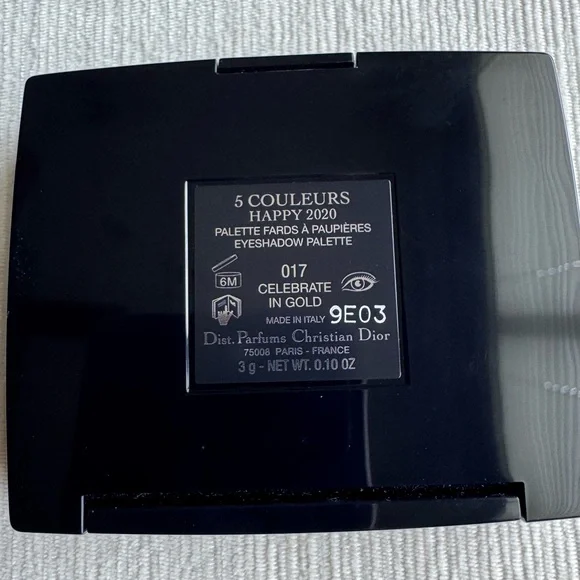 5 COULEURS
HAPPY 2020
PALETTE FARDS À PAUPIÈRES
EYESHADOW PALETTE
017
6M
CELEBRATE
IN GOLD
MADE IN ITALY 9E03
Dist. Parfums Christian Dior
75008 PARIS - FRANCE
3 g - NET WT. 0.10 OZ